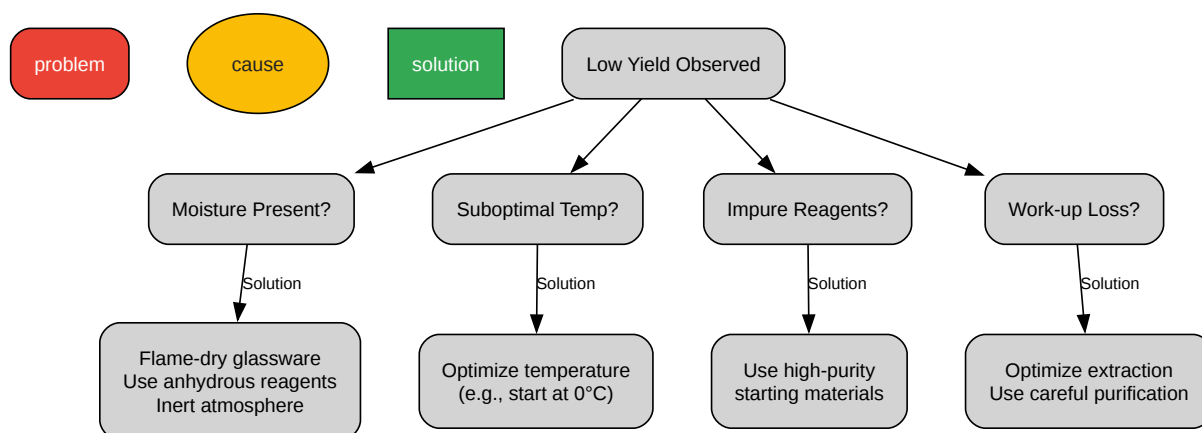 problem
cause
solution
Low Yield Observed
Moisture Present?
Suboptimal Temp?
Impure Reagents?
Work-up Loss?
Solution
Solution
Solution
Solution
Flame-dry glassware
Use anhydrous reagents
Inert atmosphere
Optimize temperature
(e.g., start at 0°C)
Use high-purity
starting materials
Optimize extraction
Use careful purification